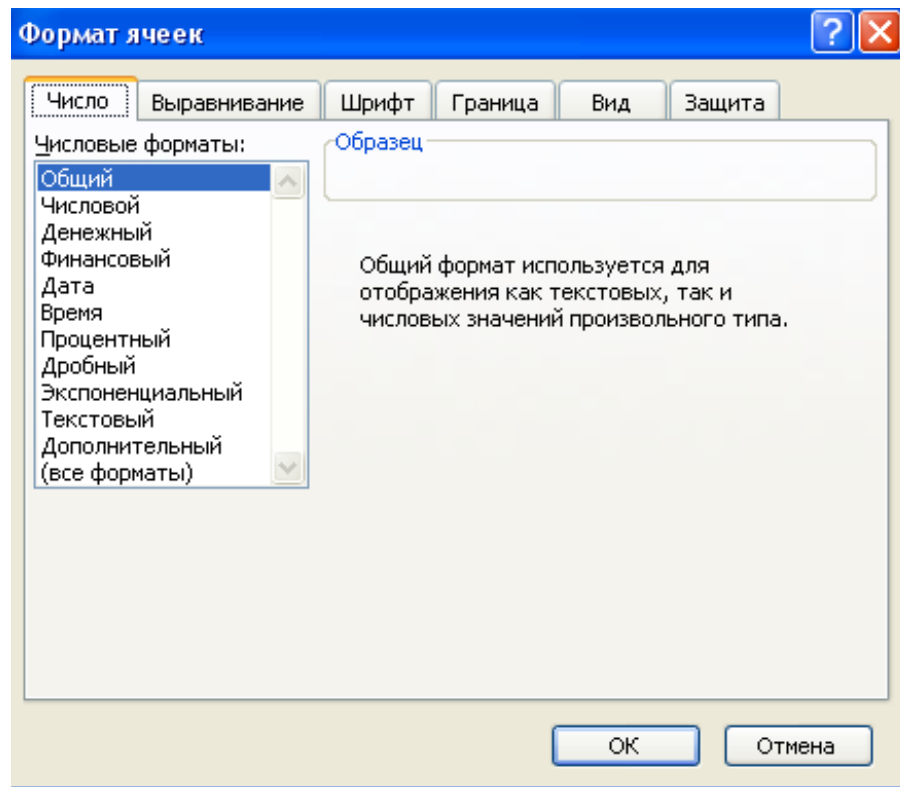 Формат ячеек
Число Выравнивание Шрифт Граница Вид Защита
Числовые форматы:
Образец
Общий
Числовой
Денежный
Финансовый
Дата
Время
Процентный
Дробный
Экспоненциальный
Текстовый
Дополнительный
(все форматы)
Общий формат используется для
отображения как текстовых, так и
числовых значений произвольного типа.
ОК Отмена